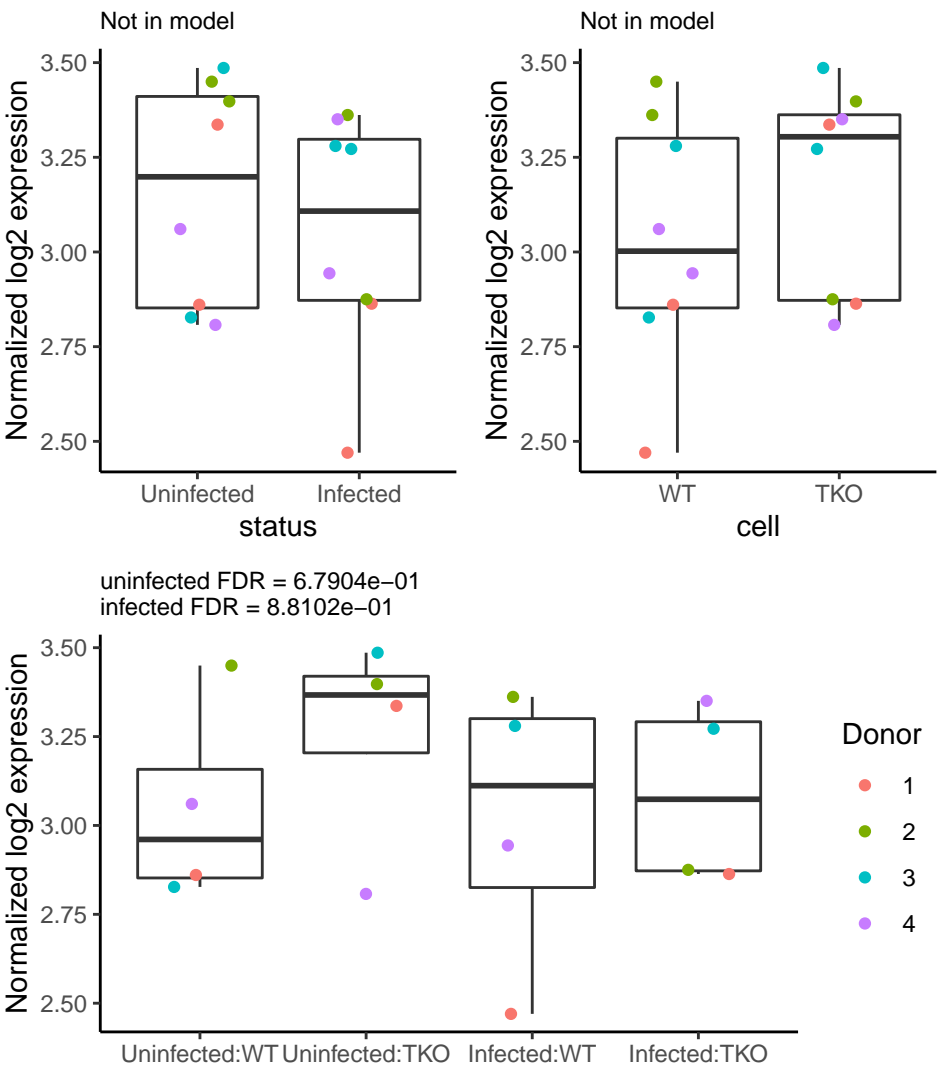 Not in model
Normalized log2 expression
3.50
3.25
3.00
2.75
2.50
Uninfected Infected
status
Not in model
Normalized log2 expression
3.50
3.25
3.00
2.75
2.50
WT TKO
cell
uninfected FDR = 6.7904e−01
infected FDR = 8.8102e−01
Normalized log2 expression
3.50
3.25
3.00
2.75
2.50
Uninfected:WT Uninfected:TKO Infected:WT Infected:TKO
Donor
1
2
3
4